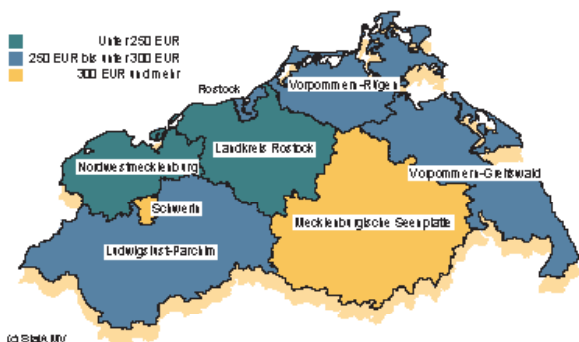 Unter 250 EUR
250 EUR bis unter 300 EUR
300 EUR und mehr
Rostock
Vorpommern-Rügen
Landkreis Rostock
Nordwestmecklenburg
Vorpommern-Greifswald
Schwerin
Mecklenburgische Seenplatte
Ludwigslust-Parchim
(c) StatA MV